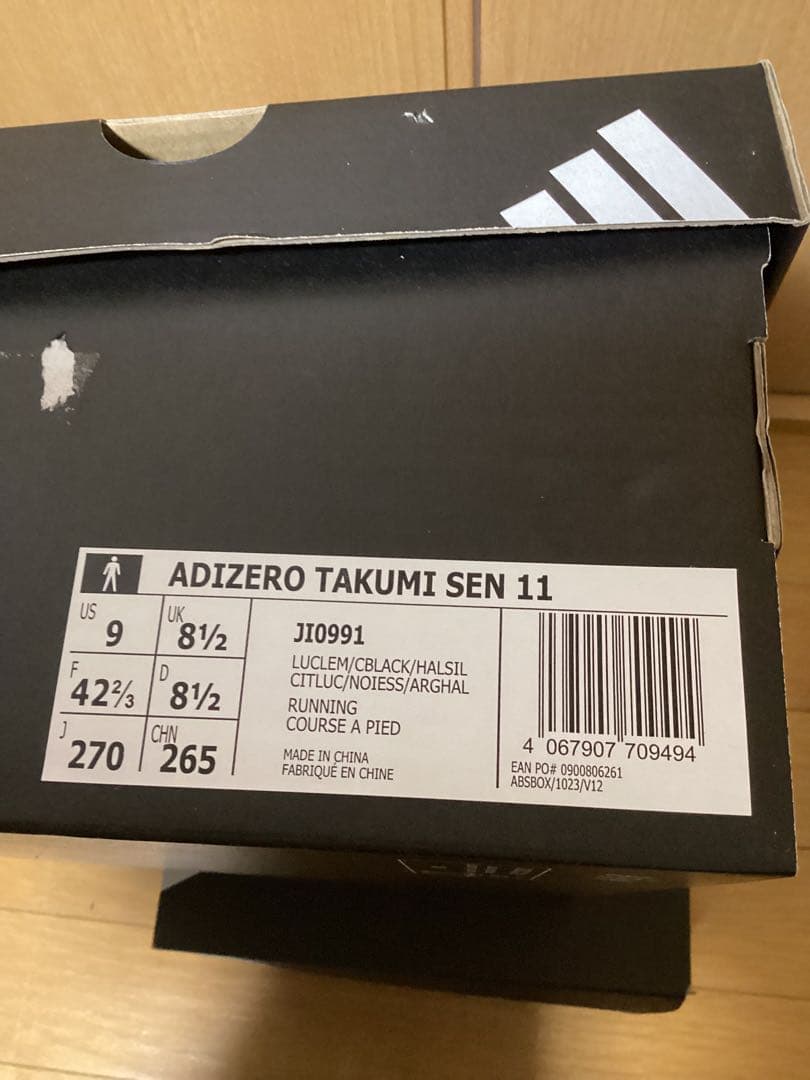 ADIZERO TAKUMI SEN 11
US 9
UK 8½
F 42⅔
D 8½
J 270
CHN 265
JI0991
LUCLEM/CBLACK/HALSIL
CITLUC/NOIESS/ARGHAL
RUNNING
COURSE A PIED
MADE IN CHINA
FABRIQUÉ EN CHINE
4 067907 709494
EAN PO# 0900806261
ABSBOX/1023/V12